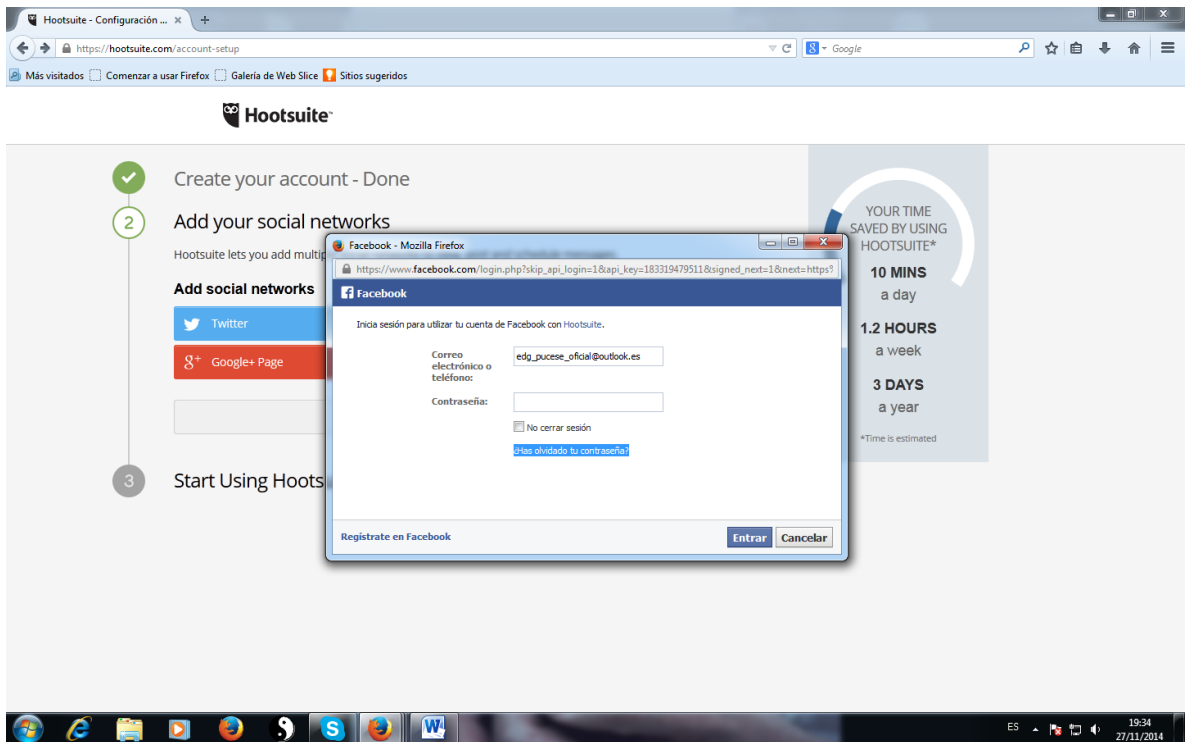 Hootsuite - Configuración ...
https://hootsuite.com/account-setup
Google
Más visitados Comenzar a usar Firefox Galería de Web Slice Sitios sugeridos
Hootsuite™
Create your account - Done
2
Add your social networks
Hootsuite lets you add multip
Add social networks
Twitter
g+ Google+ Page
3
Start Using Hoots
Facebook - Mozilla Firefox
https://www.facebook.com/login.php?skip_api_login=1&api_key=183319479511&signed_next=1&next=https?
Facebook
Inicia sesión para utilizar tu cuenta de Facebook con Hootsuite.
Correo
electrónico o
teléfono:
edg_pucese_oficial@outlook.es
Contraseña:
No cerrar sesión
¿Has olvidado tu contraseña?
Regístrate en Facebook
Entrar Cancelar
YOUR TIME
SAVED BY USING
HOOTSUITE*
10 MINS
a day
1.2 HOURS
a week
3 DAYS
a year
*Time is estimated
ES
19:34
27/11/2014